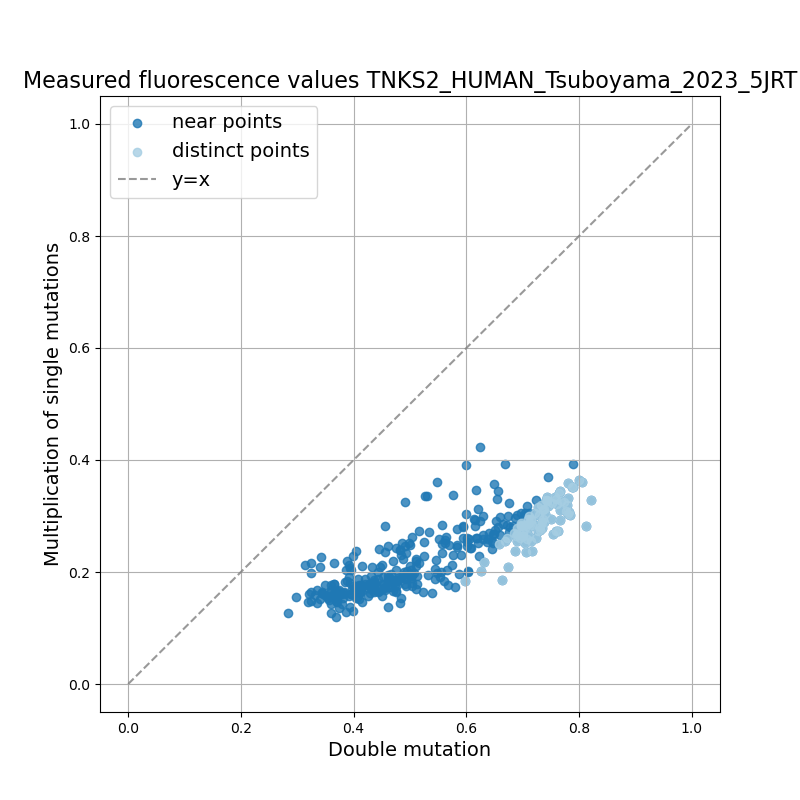 Measured fluorescence values TNKS2_HUMAN_Tsuboyama_2023_5JRT
near points
distinct points
y=x
Multiplication of single mutations
1.0
0.8
0.6
0.4
0.2
0.0
0.0 0.2 0.4 0.6 0.8 1.0
Double mutation